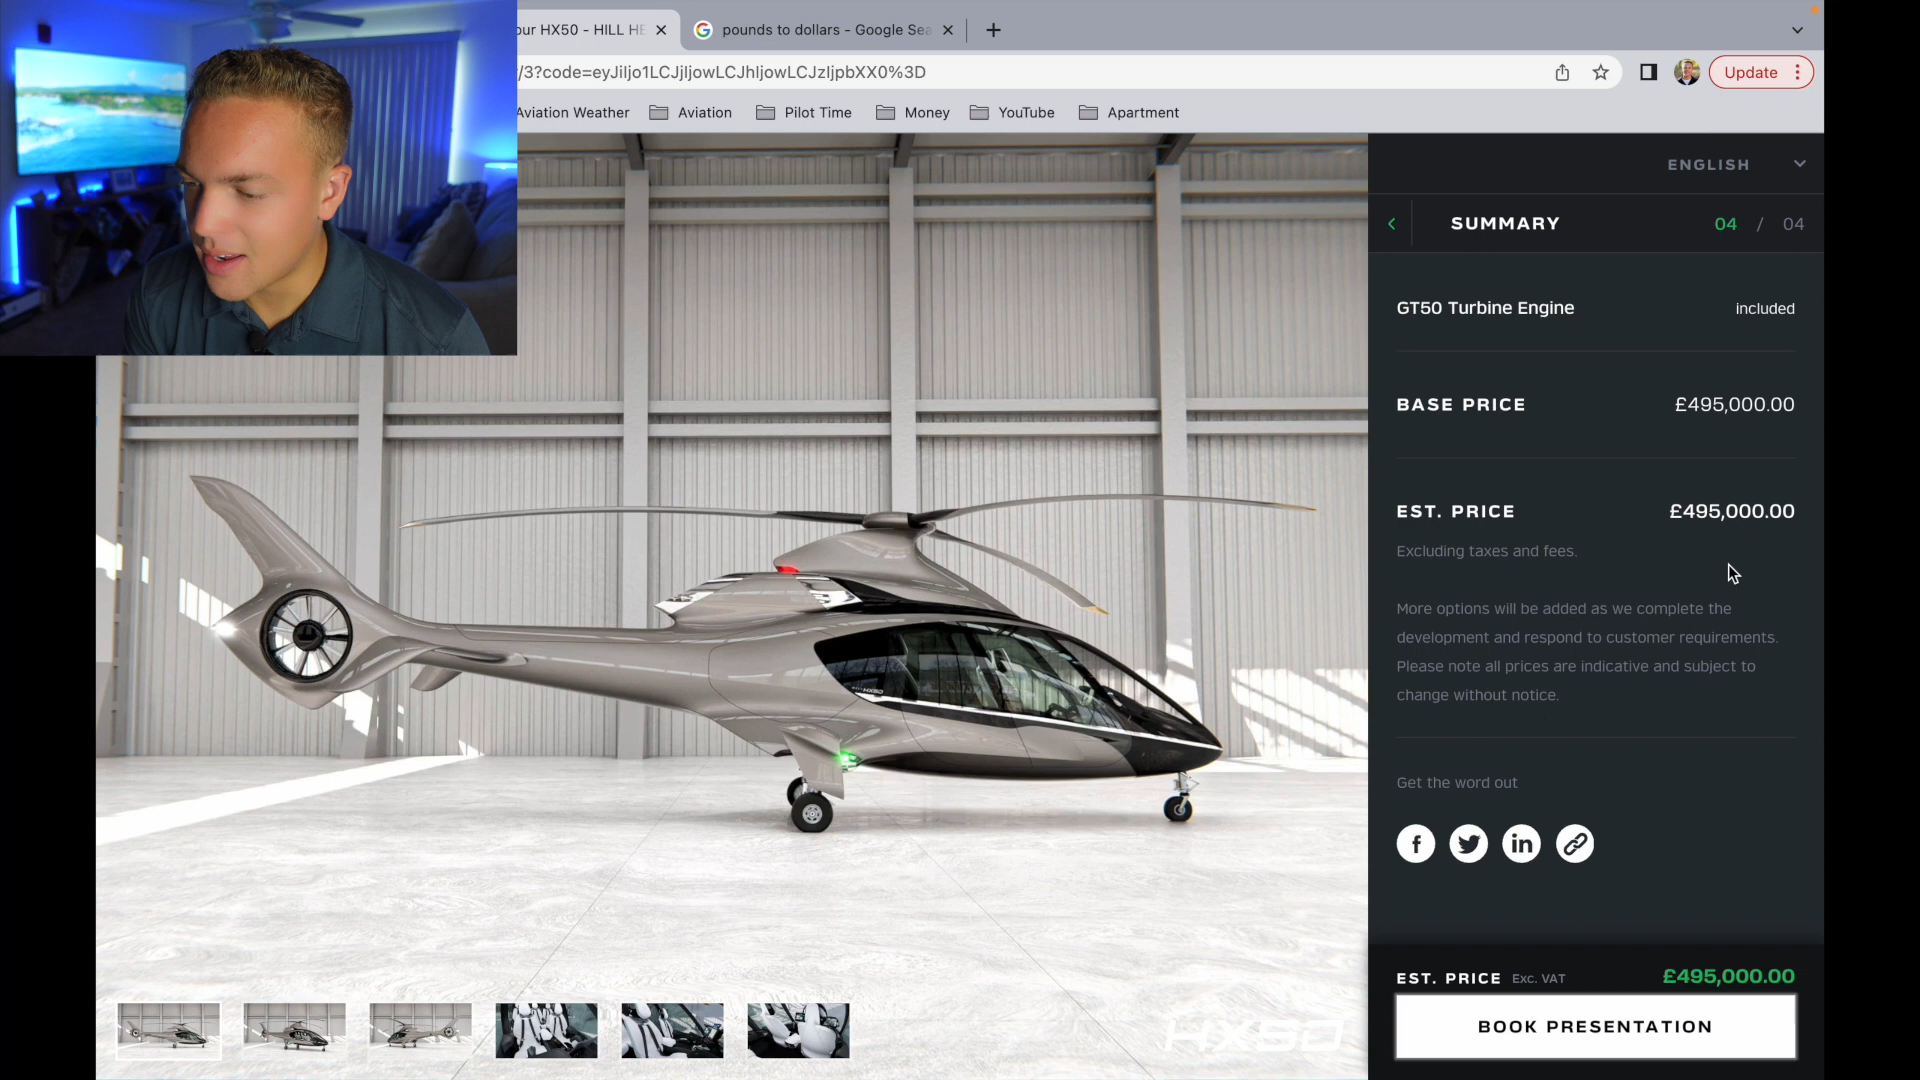 our HX50 - HILL HE
pounds to dollars - Google Sea
/3?code=eyJiIjo1LCJjIjowLCJhIjowLCJzIjpbXX0%3D
Update
Aviation Weather
Aviation
Pilot Time
Money
YouTube
Apartment
ENGLISH
SUMMARY
04 / 04
GT50 Turbine Engine
included
BASE PRICE
£495,000.00
EST. PRICE
£495,000.00
Excluding taxes and fees.
More options will be added as we complete the
development and respond to customer requirements.
Please note all prices are indicative and subject to
change without notice.
Get the word out
EST. PRICE Exc. VAT
£495,000.00
BOOK PRESENTATION
HX50